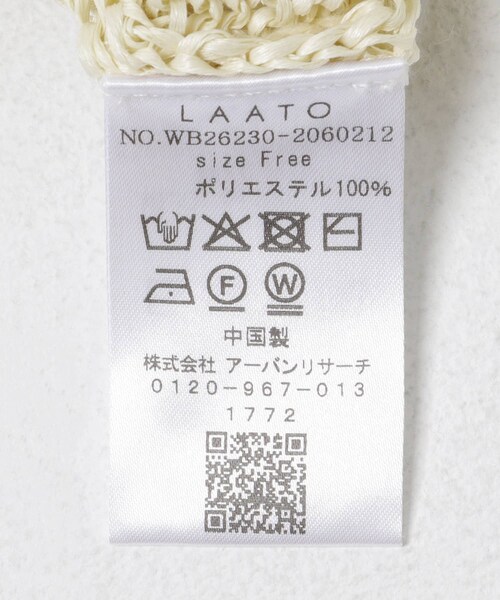 LAATO
NO.WB26230-2060212
size Free
ポリエステル100%
F W
中国製
株式会社 アーバンリサーチ
0120-967-013
1772